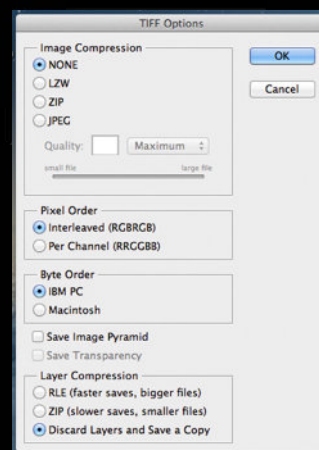 TIFF Options
Image Compression
NONE
LZW
ZIP
JPEG
Quality:
Maximum
small file
large file
OK
Cancel
Pixel Order
Interleaved (RGBRGB)
Per Channel (RRGGBB)
Byte Order
IBM PC
Macintosh
Save Image Pyramid
Save Transparency
Layer Compression
RLE (faster saves, bigger files)
ZIP (slower saves, smaller files)
Discard Layers and Save a Copy